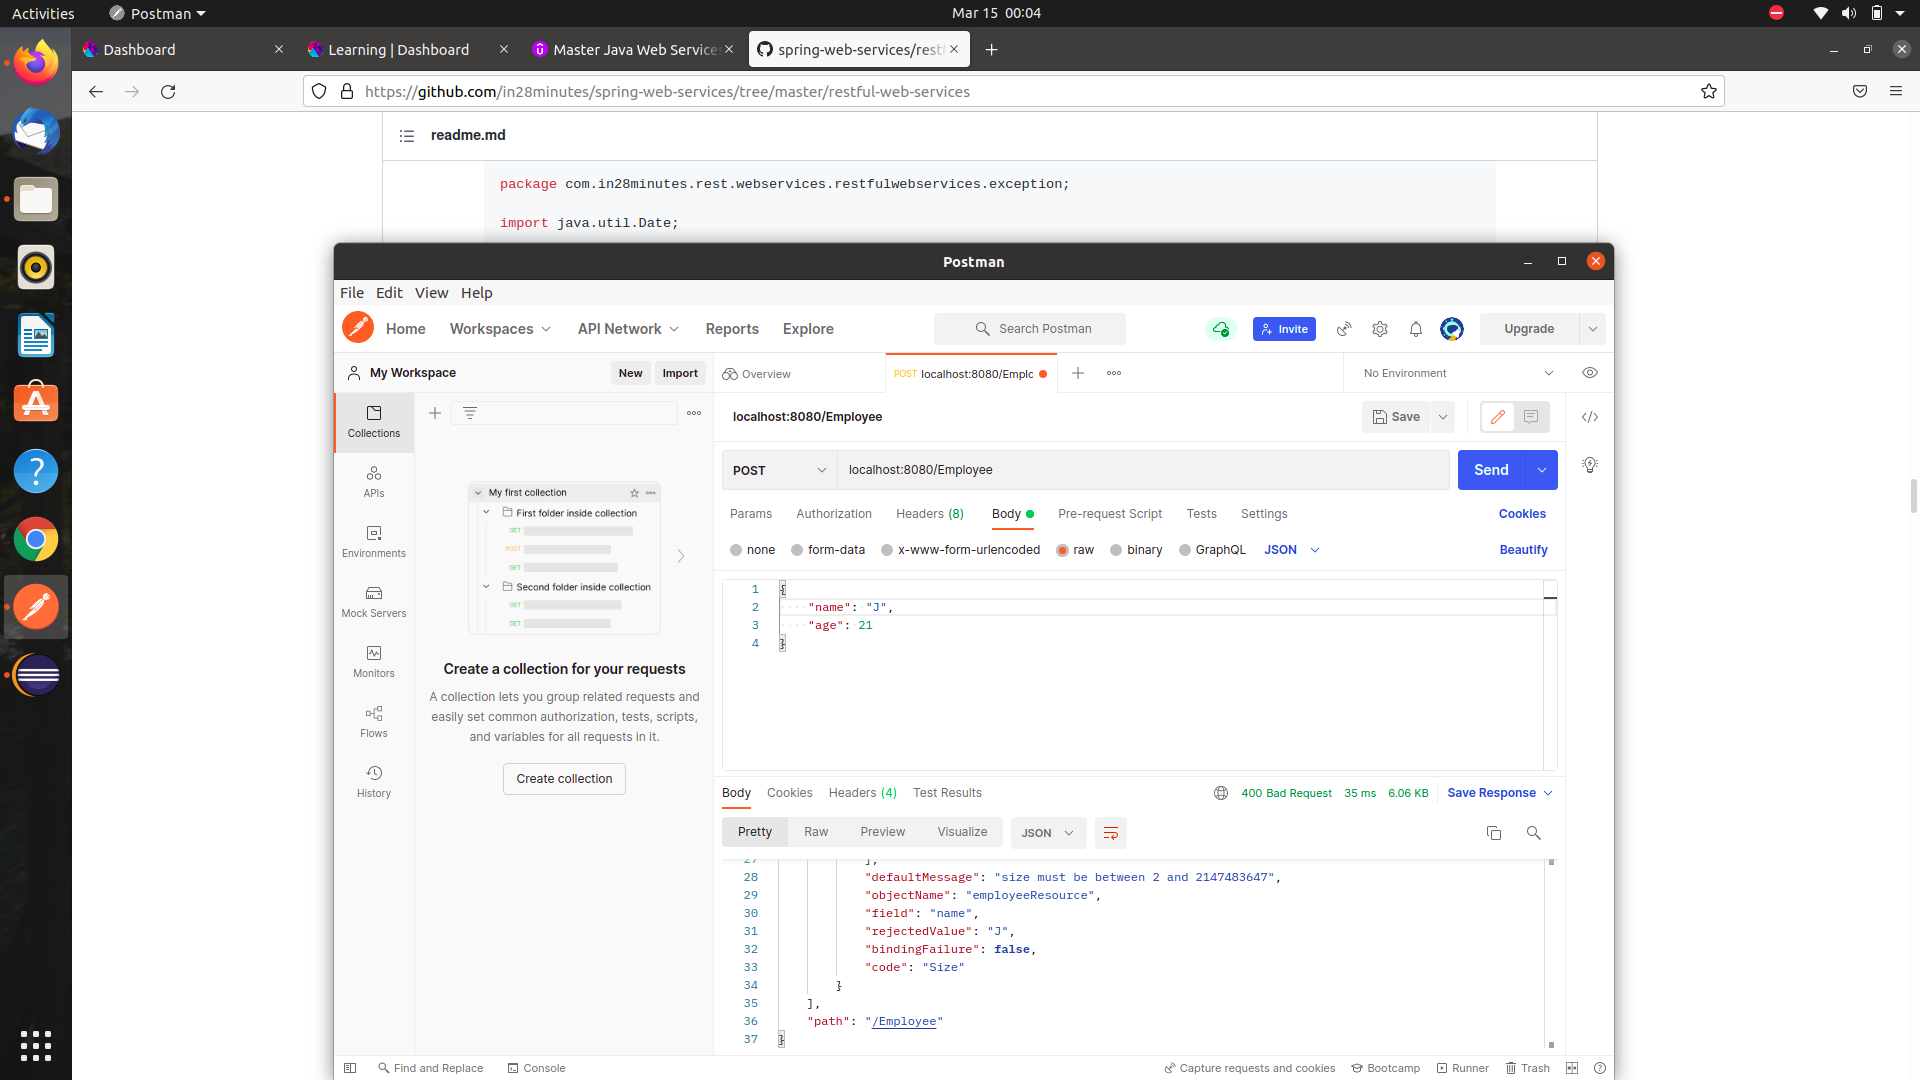 Activities
Postman
Mar 15 00:04
Dashboard
Learning | Dashboard
Master Java Web Service
spring-web-services/restf
https://github.com/in28minutes/spring-web-services/tree/master/restful-web-services
readme.md
package com.in28minutes.rest.webservices.restfulwebservices.exception;
import java.util.Date;
Postman
File Edit View Help
Home Workspaces API Network Reports Explore
Search Postman
Invite
Upgrade
My Workspace
New Import
Overview
POST localhost:8080/Emplo
No Environment
Collections
APIs
Environments
Mock Servers
Monitors
Flows
History
My first collection
First folder inside collection
GET
POST
GET
Second folder inside collection
GET
GET
Create a collection for your requests
A collection lets you group related requests and
easily set common authorization, tests, scripts,
and variables for all requests in it.
Create collection
localhost:8080/Employee
Save
POST
localhost:8080/Employee
Send
Params Authorization Headers (8) Body Pre-request Script Tests Settings Cookies
none form-data x-www-form-urlencoded raw binary GraphQL JSON Beautify
1 {
2 "name": "J",
3 "age": 21
4 }
Body Cookies Headers (4) Test Results
400 Bad Request 35 ms 6.06 KB Save Response
Pretty Raw Preview Visualize JSON
27 ],
28 "defaultMessage": "size must be between 2 and 2147483647",
29 "objectName": "employeeResource",
30 "field": "name",
31 "rejectedValue": "J",
32 "bindingFailure": false,
33 "code": "Size"
34 }
35 ],
36 "path": "/Employee"
37 }
Find and Replace Console
Capture requests and cookies Bootcamp Runner Trash